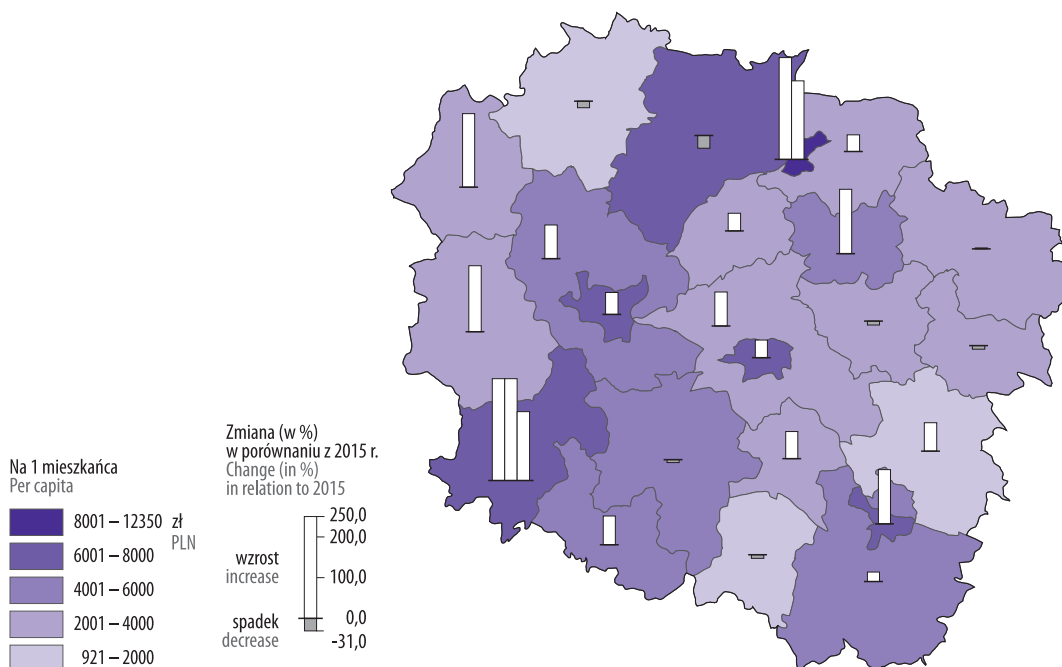 Na 1 mieszkańca
Per capita
8001 – 12350 zł
PLN
6001 – 8000
4001 – 6000
2001 – 4000
921 – 2000
Zmiana (w %)
w porównaniu z 2015 r.
Change (in %)
in relation to 2015
250,0
200,0
wzrost
increase
100,0
0,0
spadek
decrease
-31,0